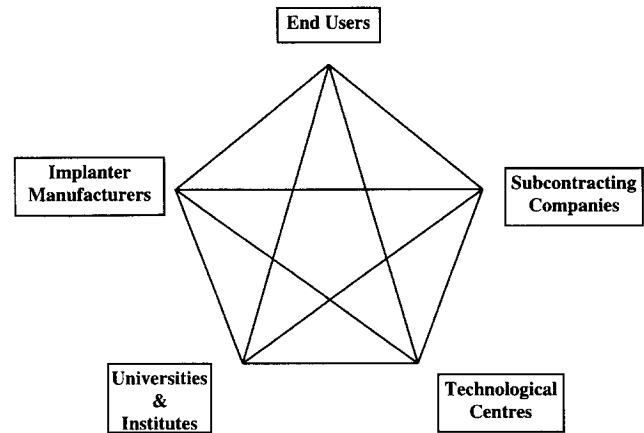 End Users
Implanter
Manufacturers
Subcontracting
Companies
Universities
&
Institutes
Technological
Centres